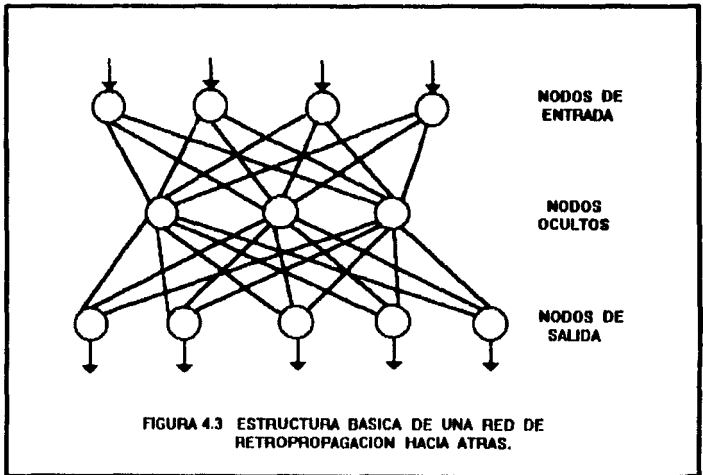 NODOS DE
ENTRADA
NODOS
OCULTOS
NODOS DE
SALIDA
FIGURA 4.3 ESTRUCTURA BASICA DE UNA RED DE
RETROPROPAGACION HACIA ATRAS.